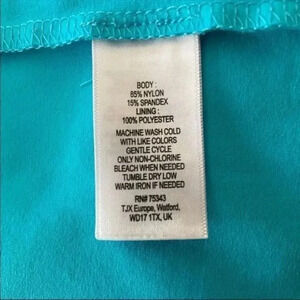 BODY :
85% NYLON
15% SPANDEX
LINING :
100% POLYESTER
MACHINE WASH COLD
WITH LIKE COLORS
GENTLE CYCLE
ONLY NON-CHLORINE
BLEACH WHEN NEEDED
TUMBLE DRY LOW
WARM IRON IF NEEDED
RN# 75343
TJX Europe, Watford,
WD17 1TX, UK